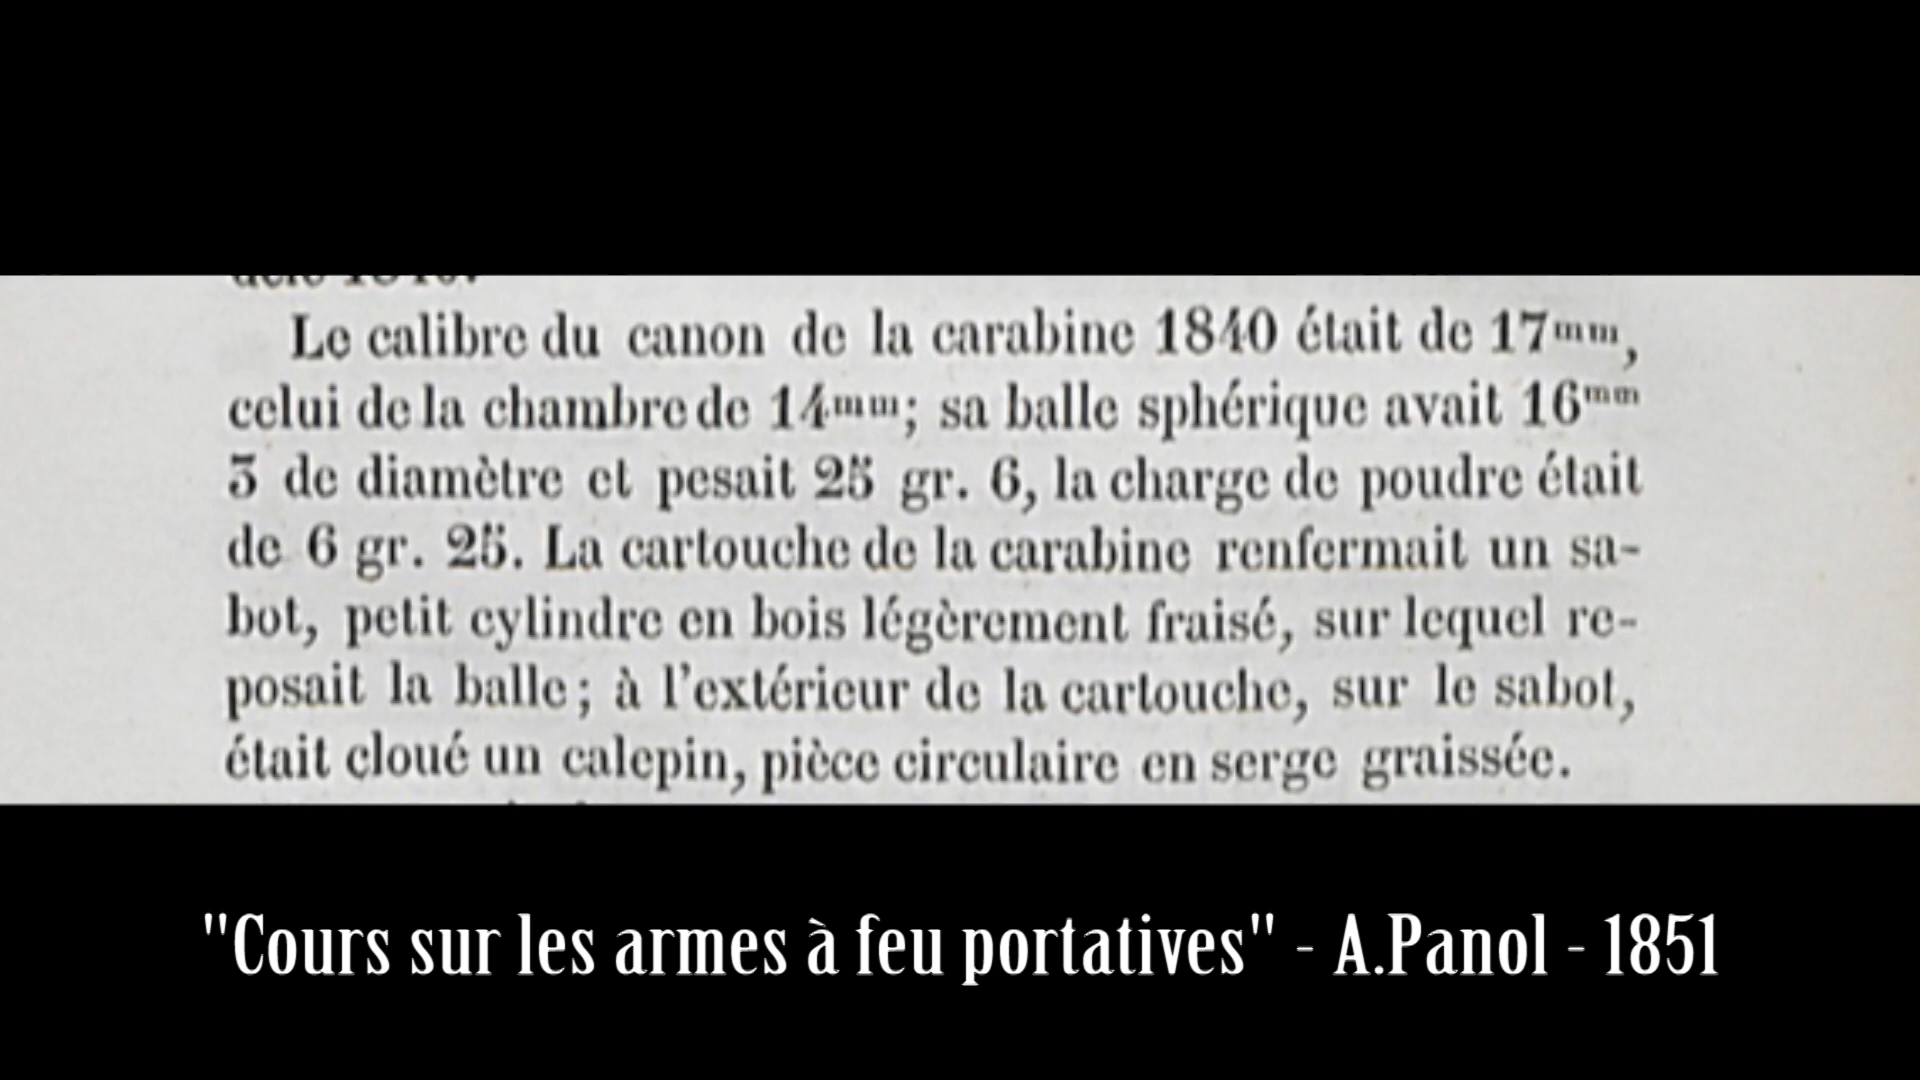 Le calibre du canon de la carabine 1840 était de 17mm,
celui de la chambre de 14mm; sa balle sphérique avait 16mm
3 de diamètre et pesait 25 gr. 6, la charge de poudre était
de 6 gr. 25. La cartouche de la carabine renfermait un sa-
bot, petit cylindre en bois légèrement fraisé, sur lequel re-
posait la balle; à l'extérieur de la cartouche, sur le sabot,
était cloué un calepin, pièce circulaire en serge graissée.
"Cours sur les armes à feu portatives" - A.Panol - 1851